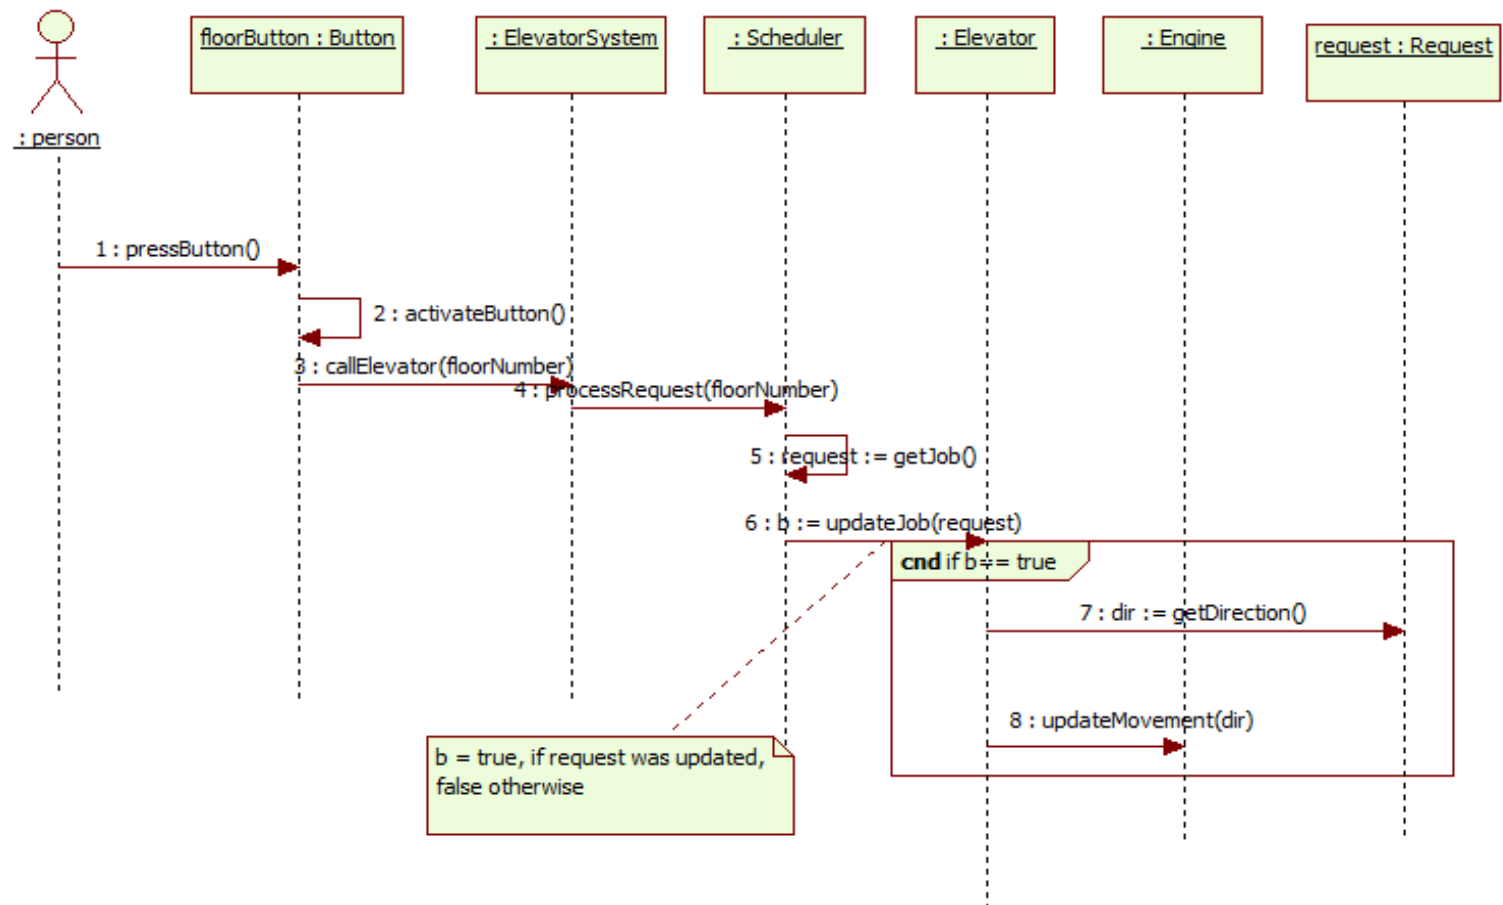 floorButton : Button
: ElevatorSystem
: Scheduler
: Elevator
: Engine
request : Request
: person
1 : pressButton()
2 : activateButton()
3 : callElevator(floorNumber)
4 : processRequest(floorNumber)
5 : request := getJob()
6 : b := updateJob(request)
cnd if b == true
7 : dir := getDirection()
8 : updateMovement(dir)
b = true, if request was updated,
false otherwise